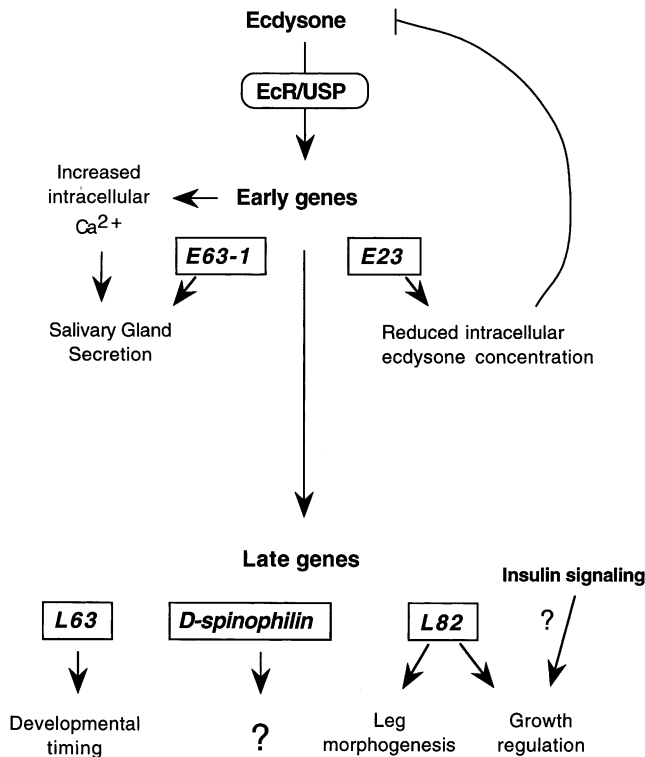 Ecdysone
EcR/USP
Increased
intracellular
Ca2+
Early genes
E63-1
E23
Salivary Gland
Secretion
Reduced intracellular
ecdysone concentration
Late genes
Insulin signaling
L63
D-spinophilin
L82
?
Developmental
timing
?
Leg
morphogenesis
Growth
regulation